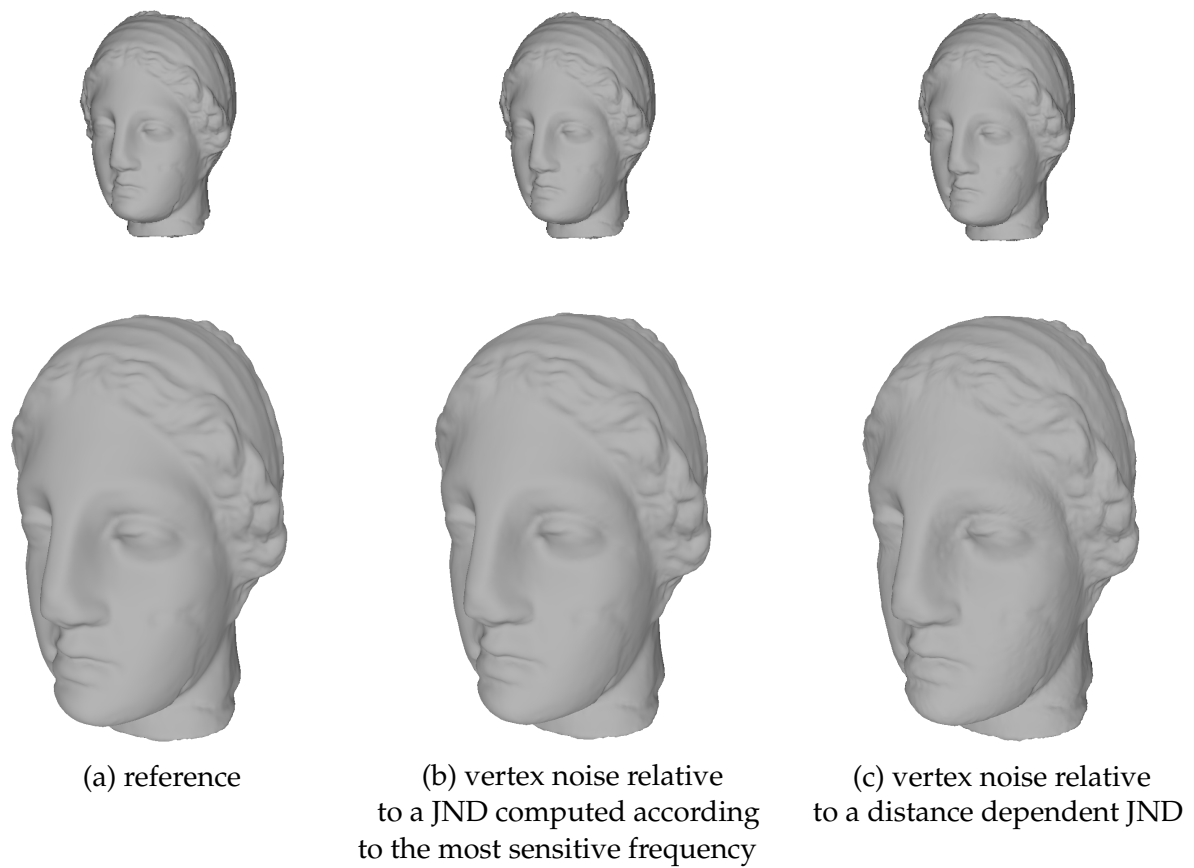 (a) reference
(b) vertex noise relative
to a JND computed according
to the most sensitive frequency
(c) vertex noise relative
to a distance dependent JND